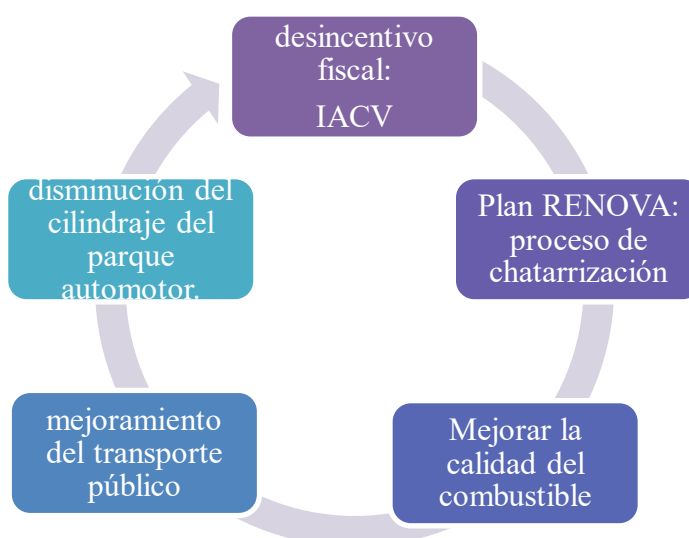 desincentivo
fiscal:
IACV
Plan RENOVA:
proceso de
chatarrización
Mejorar la
calidad del
combustible
mejoramiento
del transporte
público
disminución del
cilindraje del
parque
automotor.